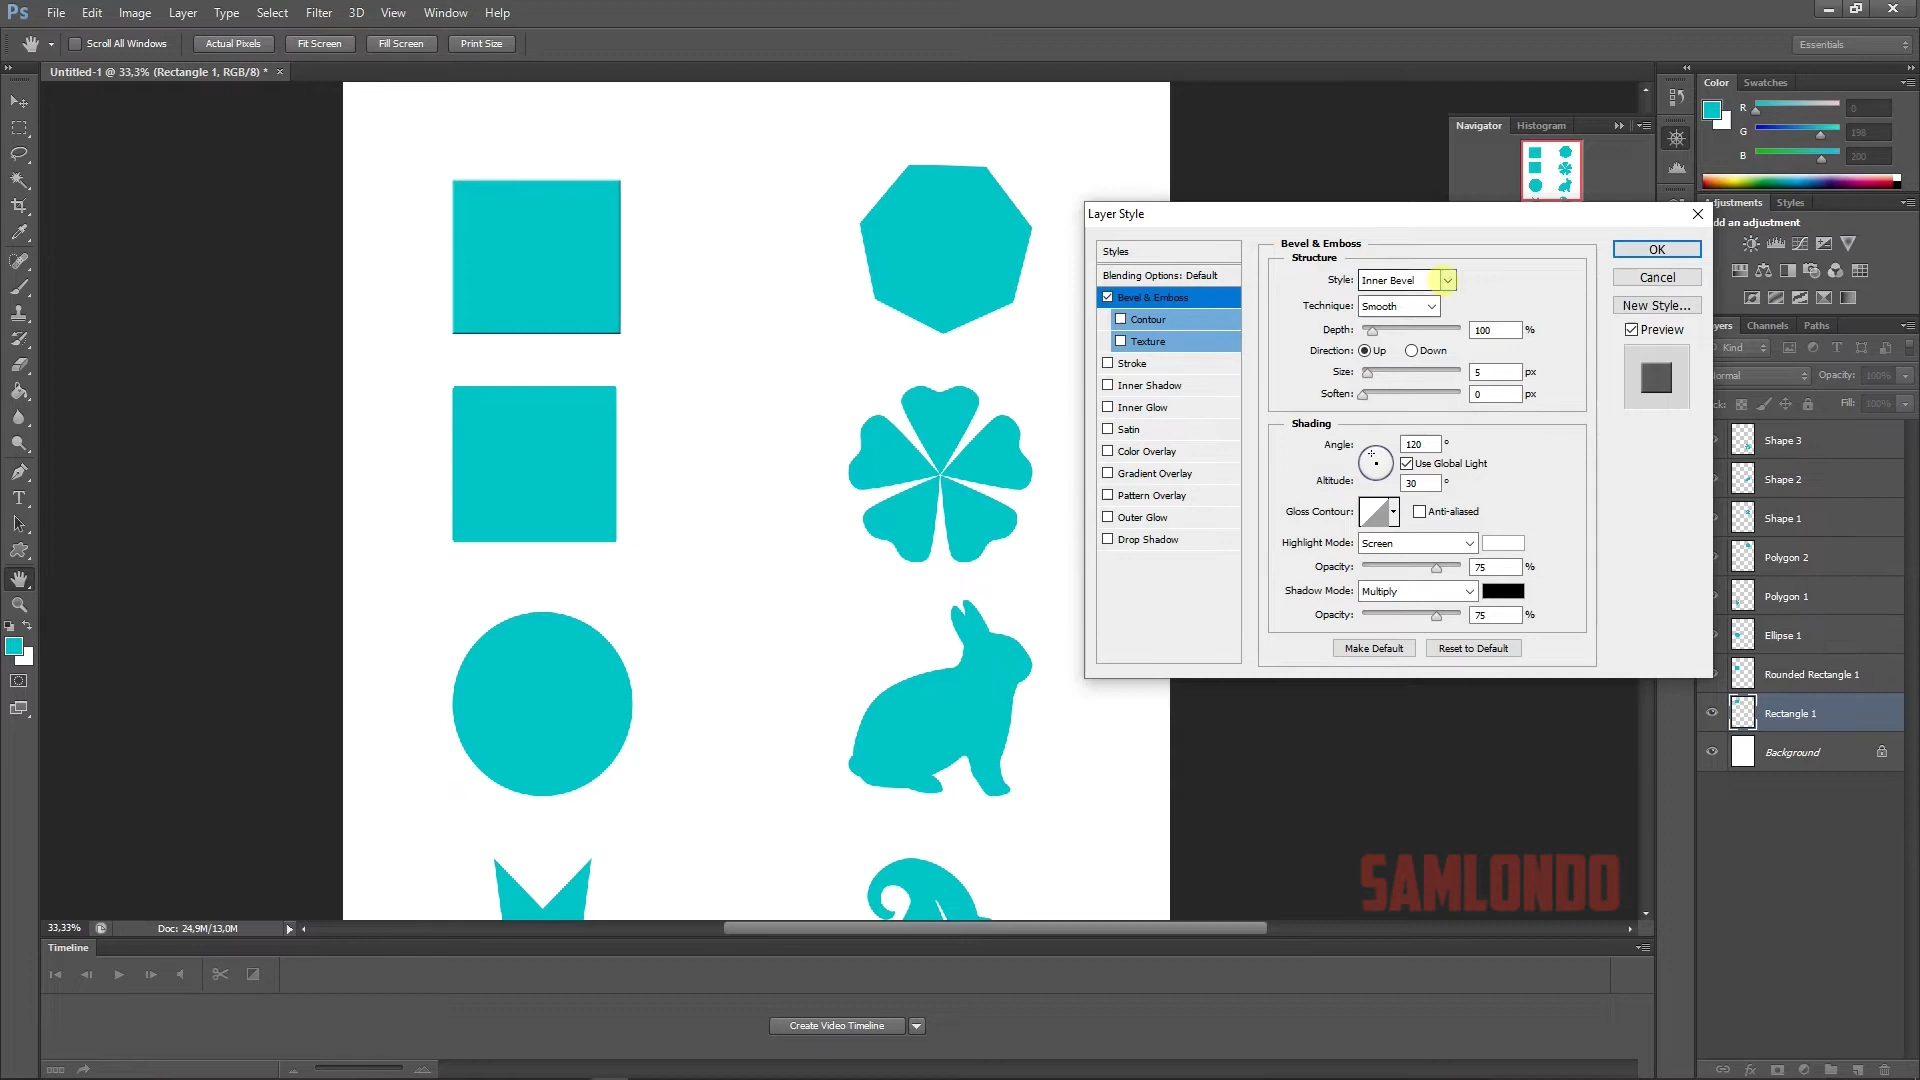 Ps File Edit Image Layer Type Select Filter 3D View Window Help
Scroll All Windows Actual Pixels Fit Screen Fill Screen Print Size Essentials
Untitled-1 @ 33,3% (Rectangle 1, RGB/8) * ×
Color Swatches
R 0
G 198
B 200
Navigator Histogram
Adjustments Styles
Add an adjustment
Layer Style
Styles
Blending Options: Default
Bevel & Emboss
Contour
Texture
Stroke
Inner Shadow
Inner Glow
Satin
Color Overlay
Gradient Overlay
Pattern Overlay
Outer Glow
Drop Shadow
Bevel & Emboss
Structure
Style: Inner Bevel
Technique: Smooth
Depth: 100 %
Direction: Up Down
Size: 5 px
Soften: 0 px
Shading
Angle: 120 °
Use Global Light
Altitude: 30 °
Gloss Contour: Anti-aliased
Highlight Mode: Screen
Opacity: 75 %
Shadow Mode: Multiply
Opacity: 75 %
Make Default Reset to Default
OK
Cancel
New Style...
Preview
Channels Paths
Kind
Opacity: 100%
Fill: 100%
Shape 3
Shape 2
Shape 1
Polygon 2
Polygon 1
Ellipse 1
Rounded Rectangle 1
Rectangle 1
Background
SAMLONDO
33,33% Doc: 24,9M/13,0M
Timeline
Create Video Timeline